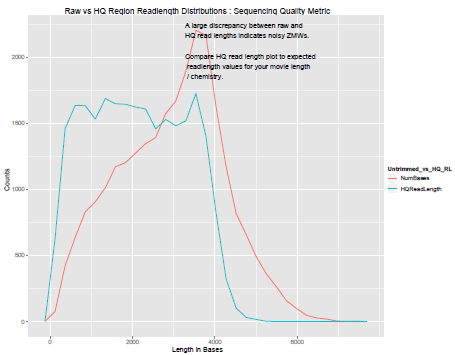 Raw vs HQ Region Readlength Distributions : Sequencing Quality Metric
A large discrepancy between raw and
HQ read lengths indicates noisy ZMWs.
Compare HQ read length plot to expected
readlength values for your movie length
/ chemistry.
2000
1500
1000
500
0
Counts
0
2000
4000
6000
Length in Bases
Untrimmed_vs_HQ_RL
NumBases
HQReadLength